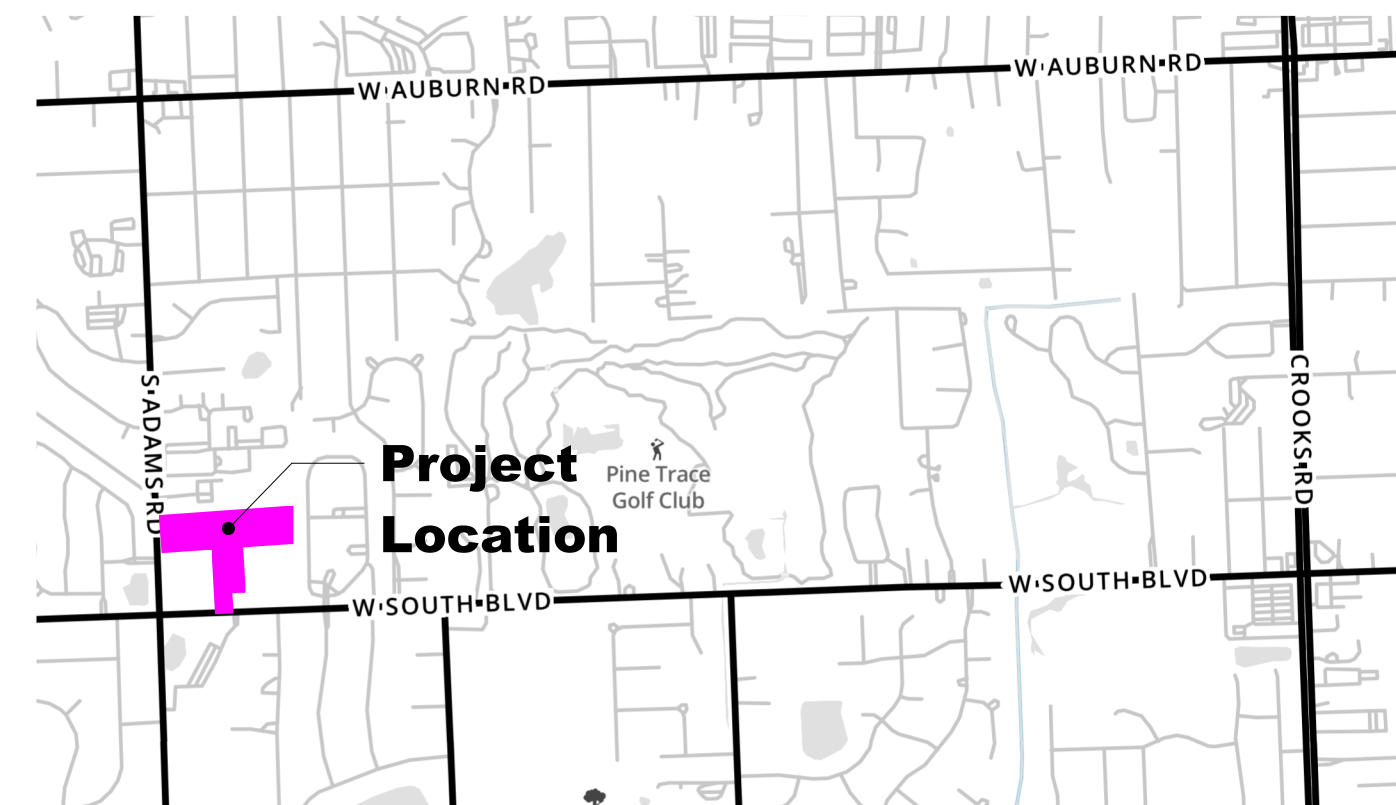 W AUBURN RD
W AUBURN RD
S ADAMS RD
CROOKS RD
Project
Location
Pine Trace
Golf Club
W SOUTH BLVD
W SOUTH BLVD